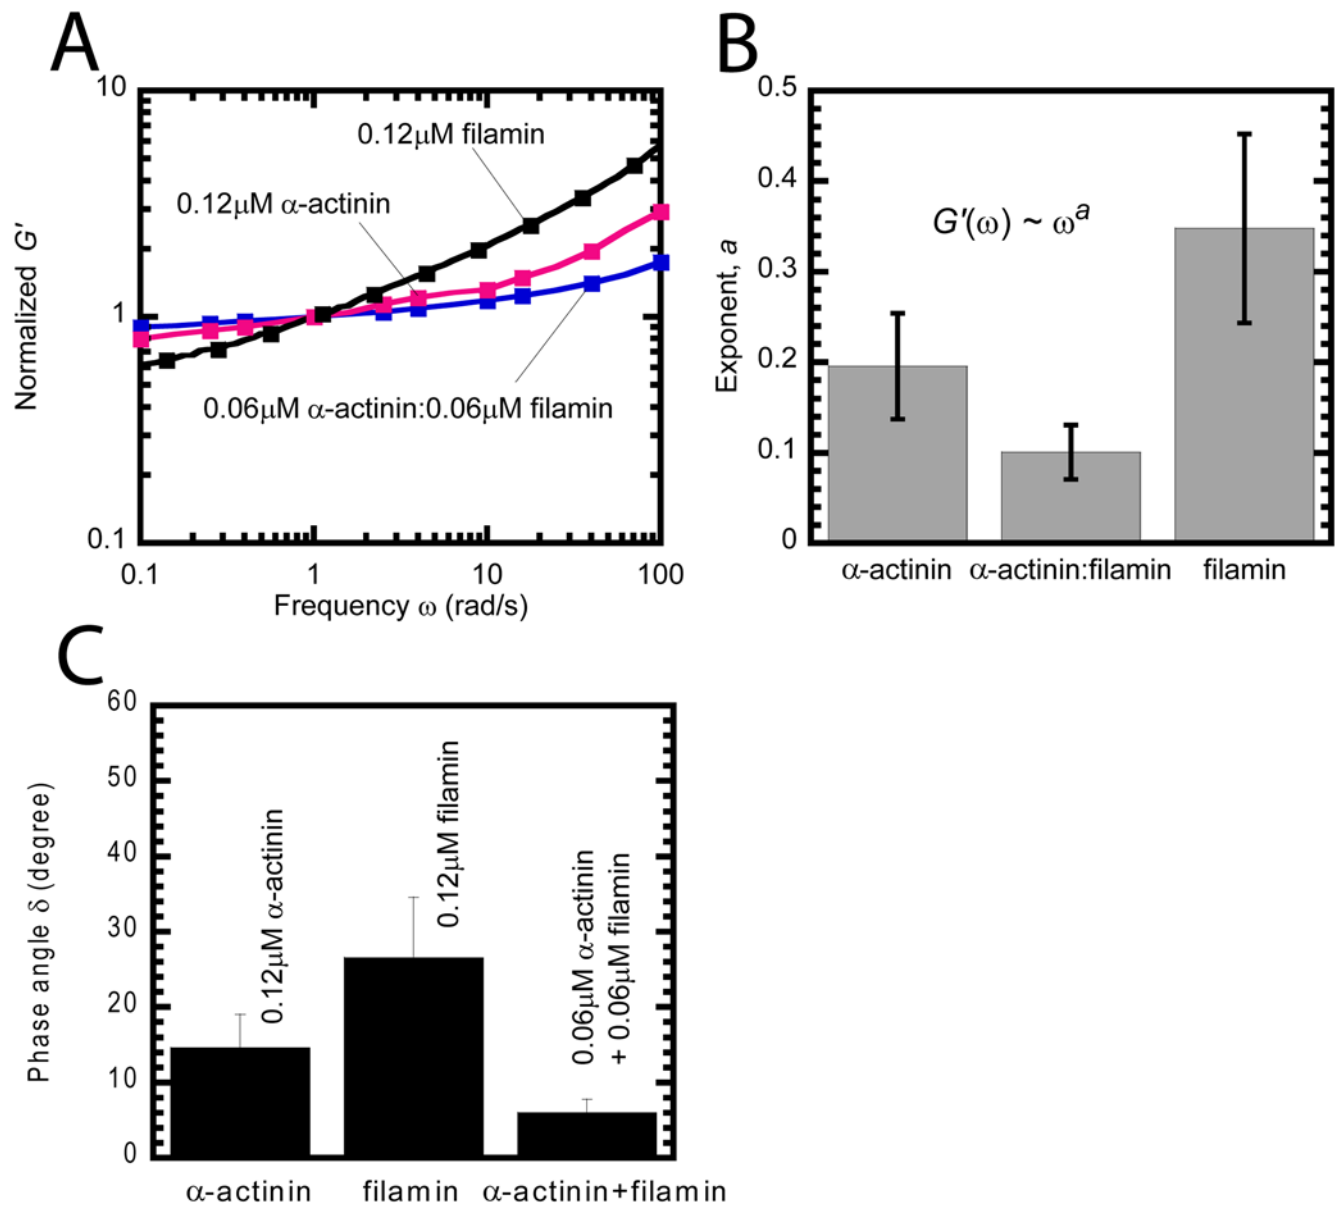 A
10
1
0.1
0.1 1 10 100
Normalized G′
Frequency ω (rad/s)
0.12μM filamin
0.12μM α-actinin
0.06μM α-actinin:0.06μM filamin
B
0.5
0.4
0.3
0.2
0.1
0
Exponent, a
G′(ω) ~ ωᵃ
α-actinin α-actinin:filamin filamin
C
60
50
40
30
20
10
0
Phase angle δ (degree)
0.12μM α-actinin
0.12μM filamin
0.06μM α-actinin
+ 0.06μM filamin
α-actinin filamin α-actinin+filamin